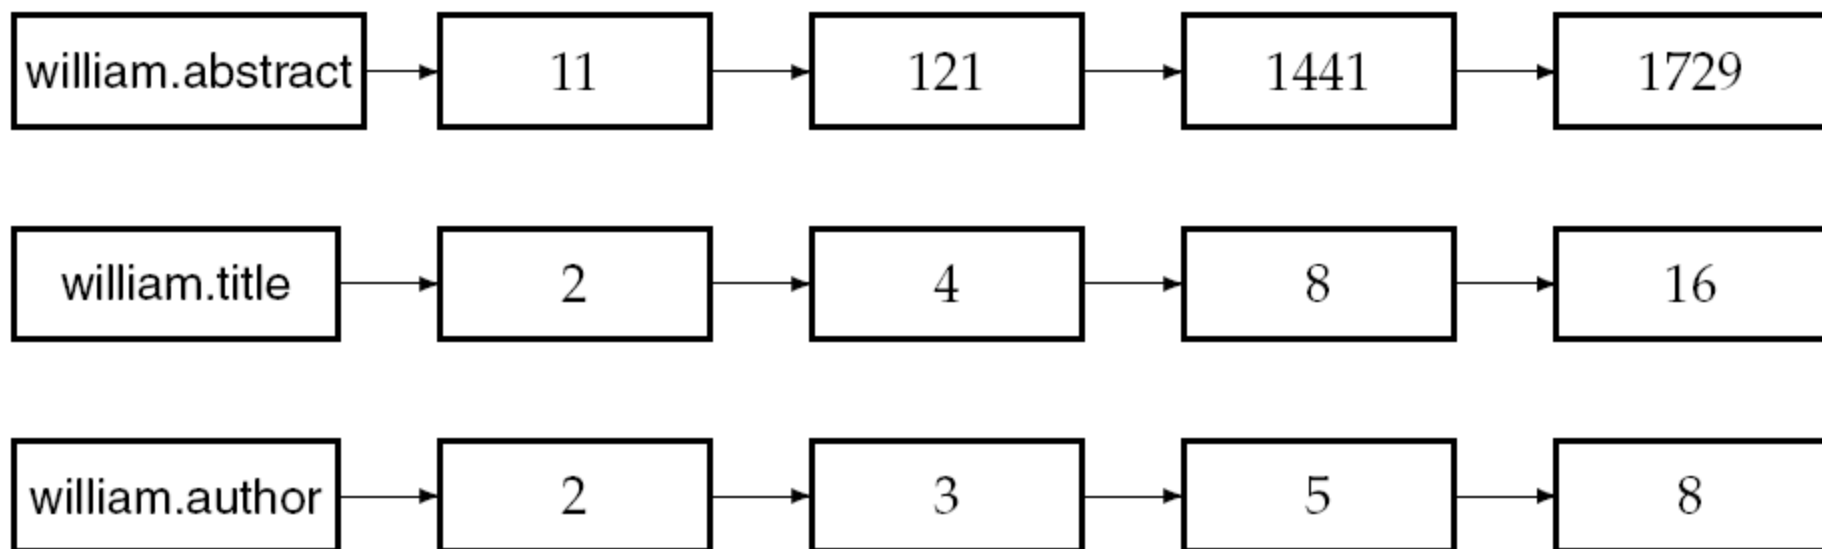 william.abstract 11 121 1441 1729
william.title 2 4 8 16
william.author 2 3 5 8